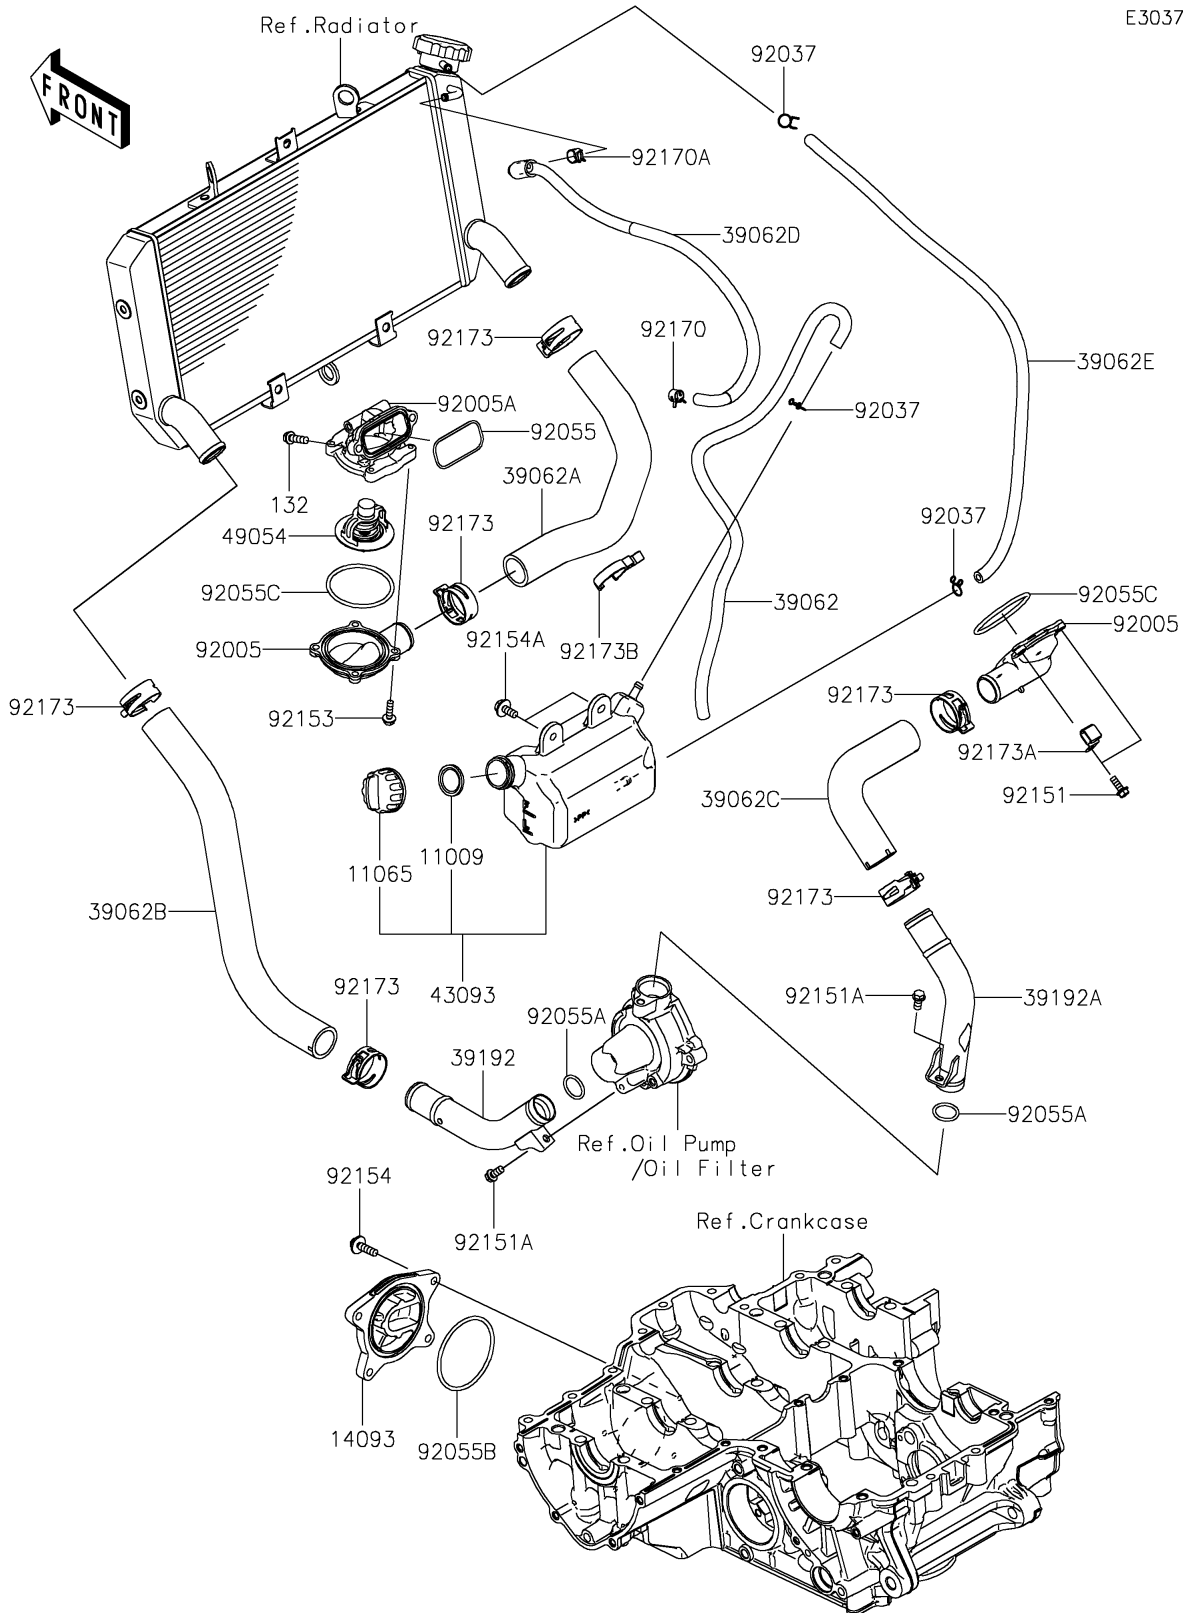 E3037
Ref.Radiator
FRONT
92037
92170A
39062D
92173
92170
39062E
92005A
92037
92055
39062A
132
49054
92173
92037
92055C
39062
92055C
92005
92154A
92173B
92005
92173
92173
92153
92173A
39062C
92151
11065
11009
39062B
92173
43093
92173
92151A
39192A
92055A
39192
92055A
Ref.Oil Pump
/Oil Filter
92154
92151A
Ref.Crankcase
14093
92055B